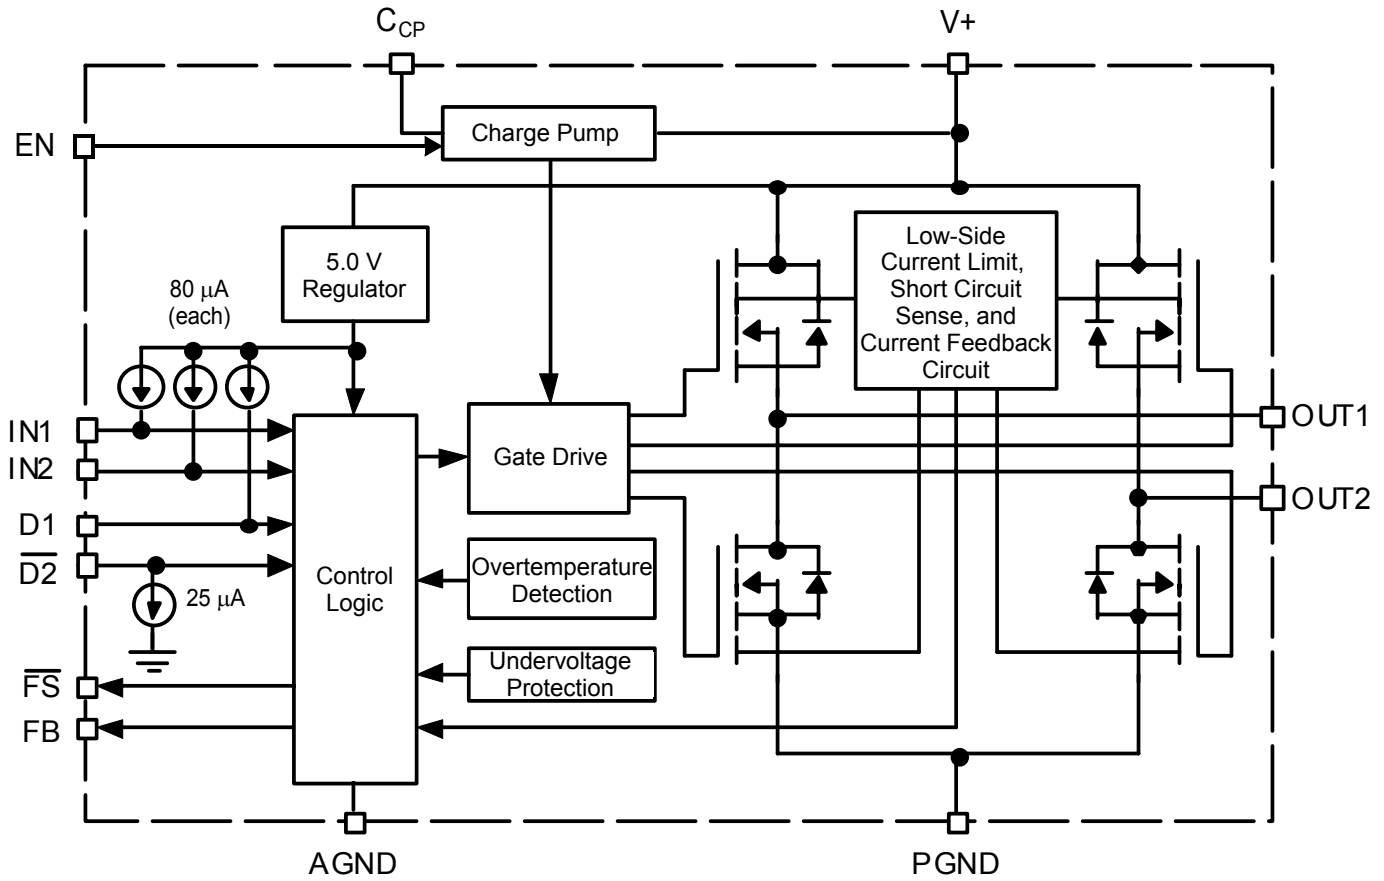 C_CP
V+
EN
Charge Pump
5.0 V
Regulator
Low-Side
Current Limit,
Short Circuit
Sense, and
Current Feedback
Circuit
80 μA
(each)
IN1
IN2
D1
D2
25 μA
FS
FB
Control
Logic
Gate Drive
Overtemperature
Detection
Undervoltage
Protection
OUT1
OUT2
AGND
PGND